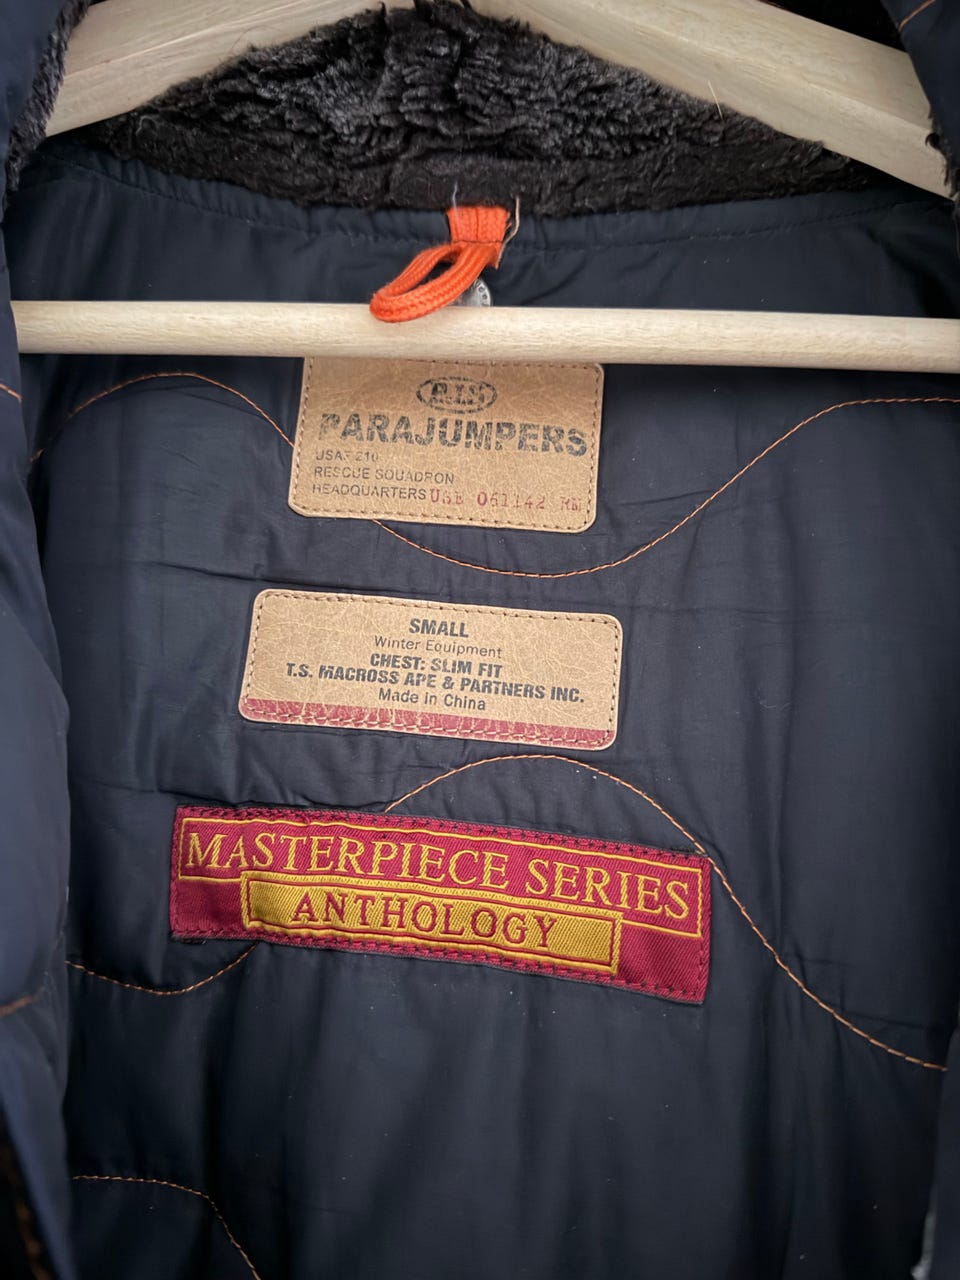 P.J.S
PARAJUMPERS
USAF 210
RESCUE SQUADRON
HEADQUARTERS USE 061142 RM
SMALL
Winter Equipment
CHEST: SLIM FIT
T.S. MACROSS APE & PARTNERS INC.
Made in China
MASTERPIECE SERIES
ANTHOLOGY